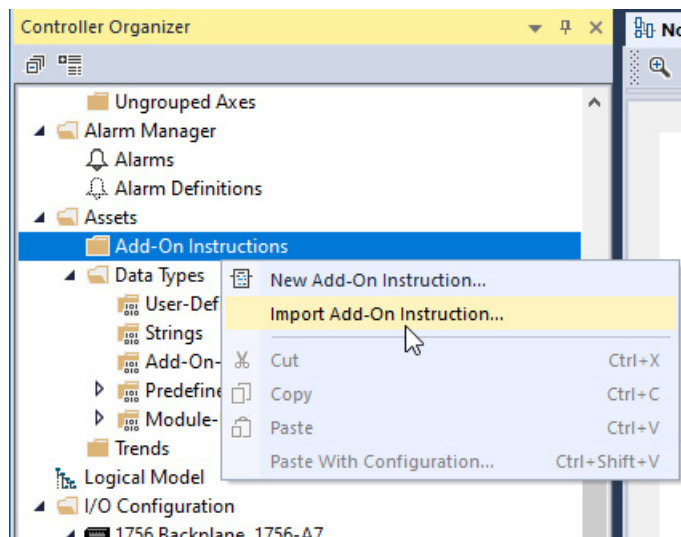 Controller Organizer
No
Ungrouped Axes
Alarm Manager
Alarms
Alarm Definitions
Assets
Add-On Instructions
Data Types
New Add-On Instruction...
User-Def
Import Add-On Instruction...
Strings
Add-On-
Cut Ctrl+X
Predefine
Copy Ctrl+C
Module-
Paste Ctrl+V
Trends
Paste With Configuration... Ctrl+Shift+V
Logical Model
I/O Configuration
1756 Backplane, 1756-A7